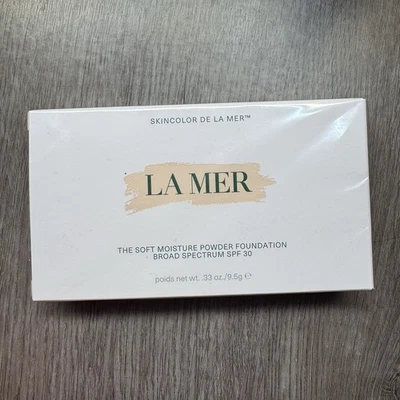 SKINCOLOR DE LA MER™
LA MER
THE SOFT MOISTURE POWDER FOUNDATION
BROAD SPECTRUM SPF 30
poids net wt. .33 oz./9.5g ℮